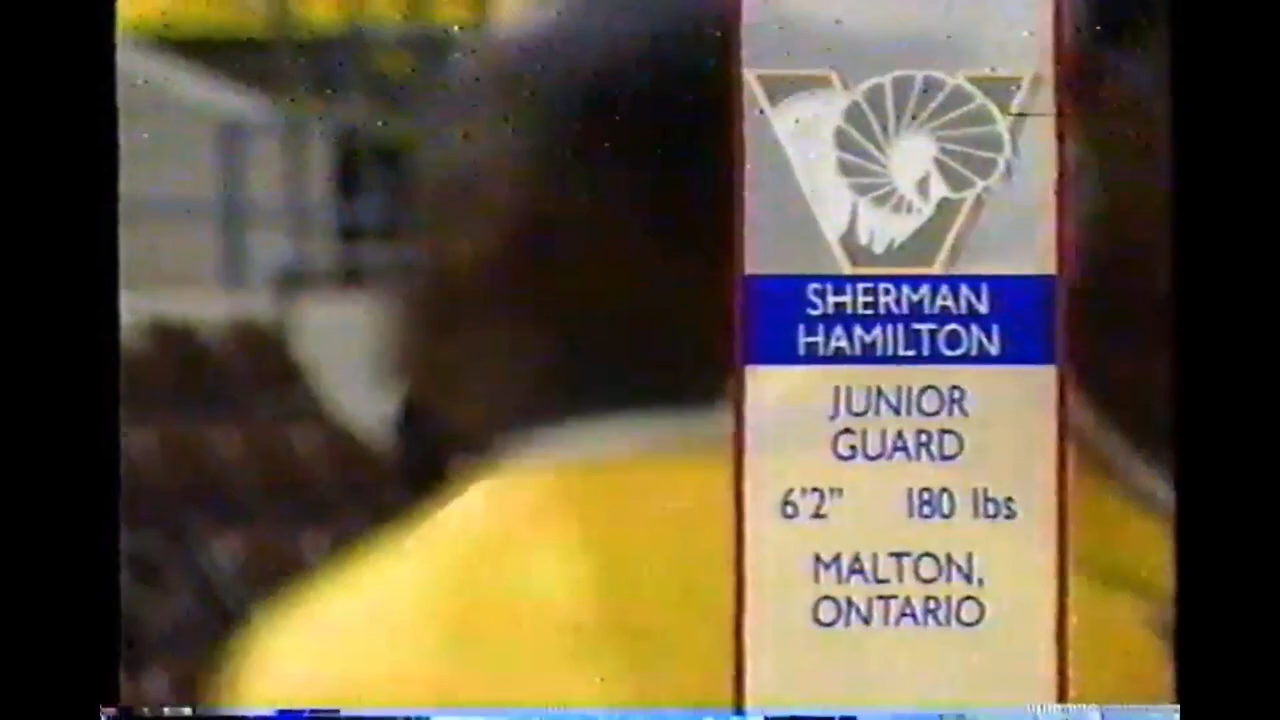 SHERMAN
HAMILTON
JUNIOR
GUARD
6'2" 180 lbs
MALTON,
ONTARIO